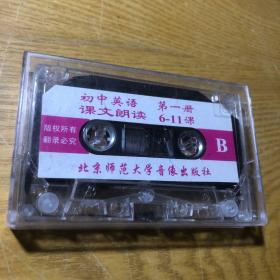 初中英语 第一册
课文朗读 6-11课
版权所有
翻录必究
B
北京师范大学音像出版社